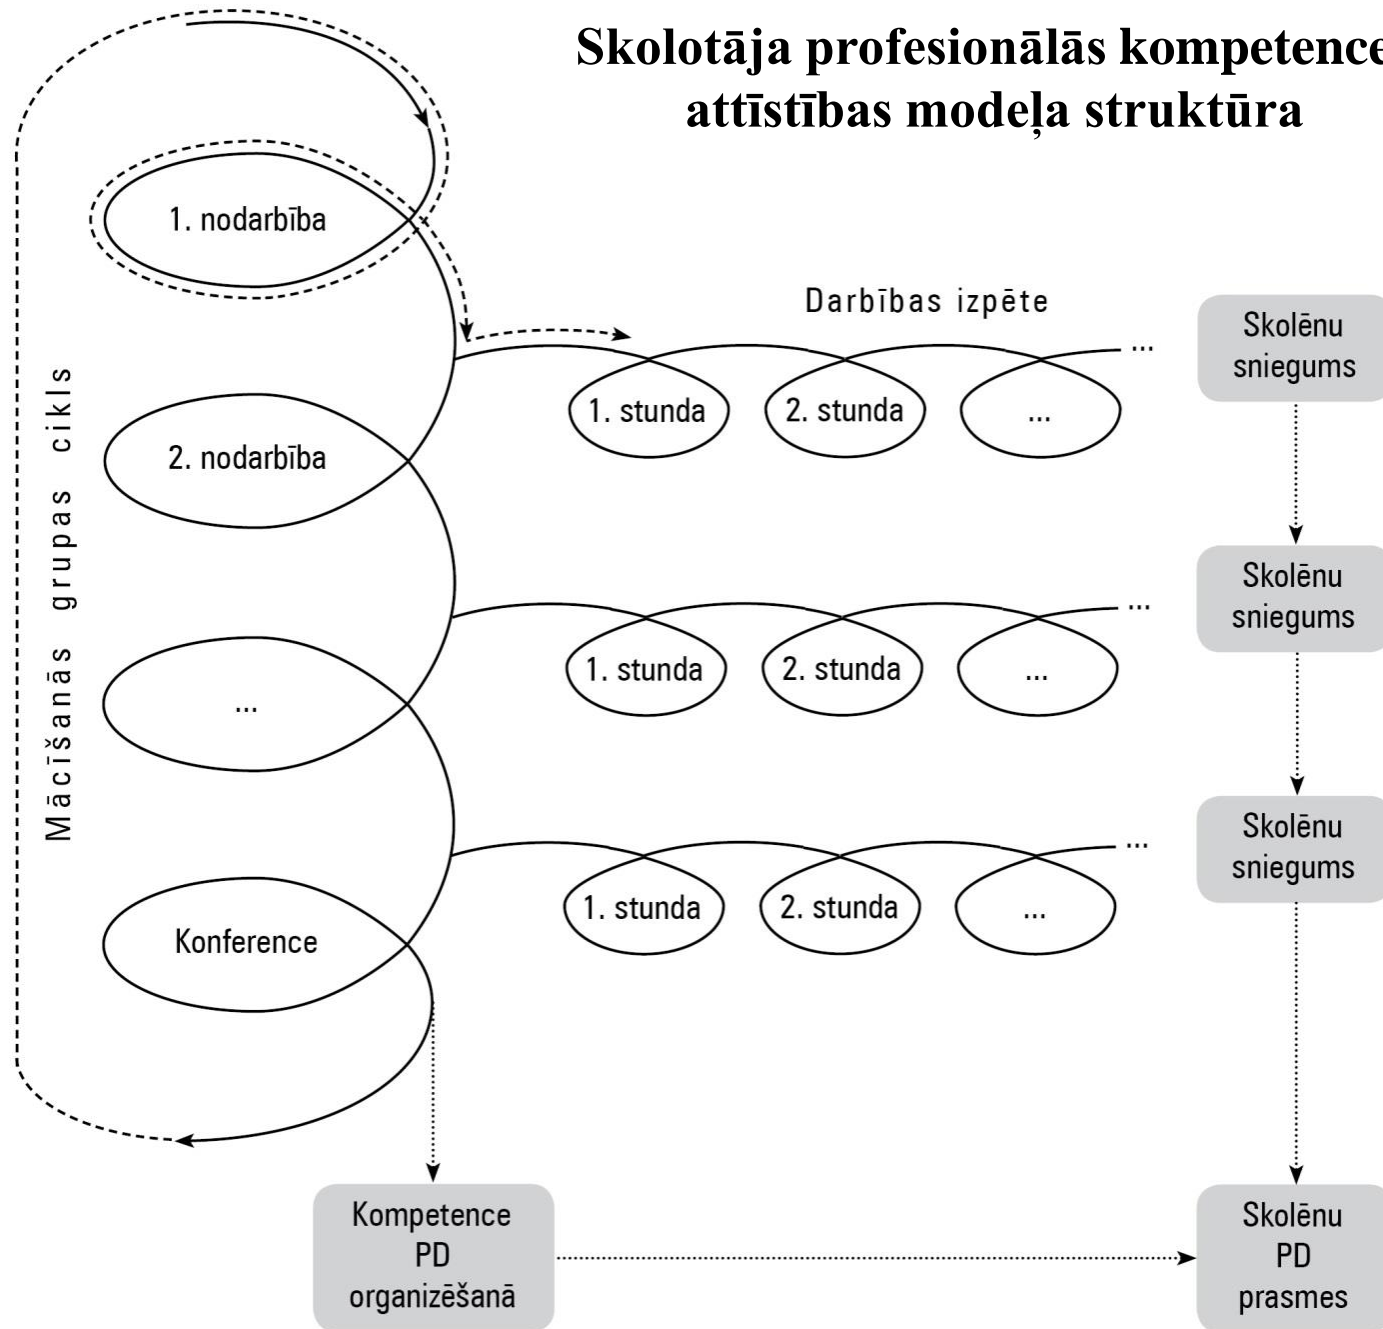 Skolotāja profesionālās kompetence
attīstības modeļa struktūra
Mācīšanās grupas cikls
1. nodarbība
Darbības izpēte
1. stunda
2. stunda
...
...
Skolēnu
sniegums
2. nodarbība
1. stunda
2. stunda
...
...
Skolēnu
sniegums
...
1. stunda
2. stunda
...
...
Skolēnu
sniegums
Konference
Kompetence
PD
organizēšanā
Skolēnu
PD
prasmes